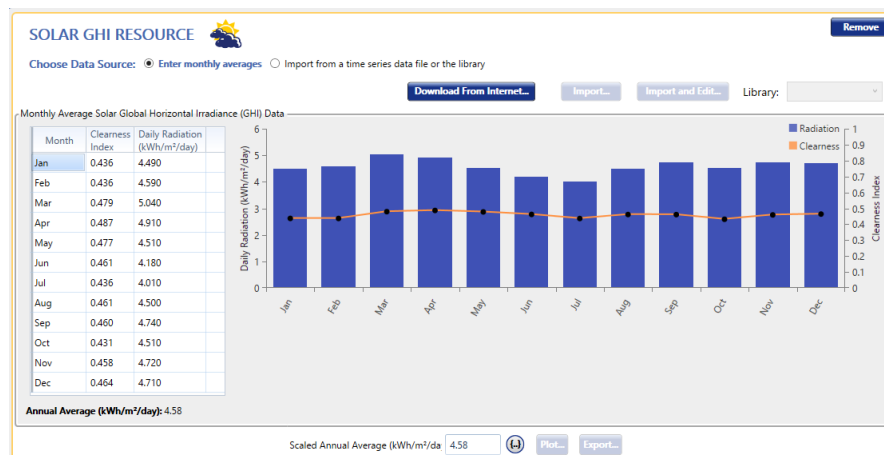 SOLAR GHI RESOURCE
Remove
Choose Data Source: Enter monthly averages Import from a time series data file or the library
Download From Internet... Import... Import and Edit... Library:
Monthly Average Solar Global Horizontal Irradiance (GHI) Data
Month Clearness Index Daily Radiation (kWh/m²/day)
Jan 0.436 4.490
Feb 0.436 4.590
Mar 0.479 5.040
Apr 0.487 4.910
May 0.477 4.510
Jun 0.461 4.180
Jul 0.436 4.010
Aug 0.461 4.500
Sep 0.460 4.740
Oct 0.431 4.510
Nov 0.458 4.720
Dec 0.464 4.710
Daily Radiation (kWh/m²/day)
6
5
4
3
2
1
0
Jan Feb Mar Apr May Jun Jul Aug Sep Oct Nov Dec
Radiation
Clearness
1
0.9
0.8
0.7
0.6
0.5
0.4
0.3
0.2
0.1
0
Clearness Index
Annual Average (kWh/m²/day): 4.58
Scaled Annual Average (kWh/m²/da 4.58 {..} Plot... Export...